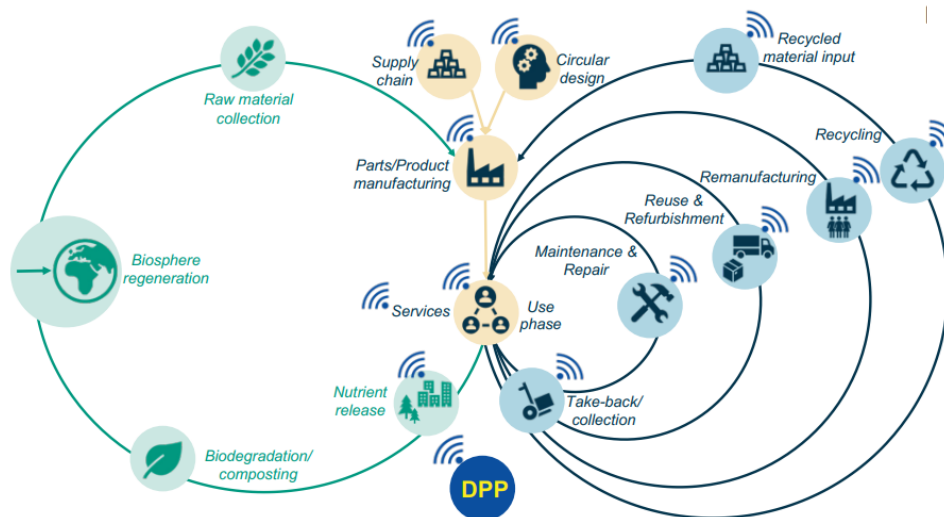 Supply
chain
Circular
design
Recycled
material input
Raw material
collection
Recycling
Parts/Product
manufacturing
Remanufacturing
Reuse &
Refurbishment
Maintenance &
Repair
Biosphere
regeneration
Services
Use
phase
Nutrient
release
Take-back/
collection
Biodegradation/
composting
DPP